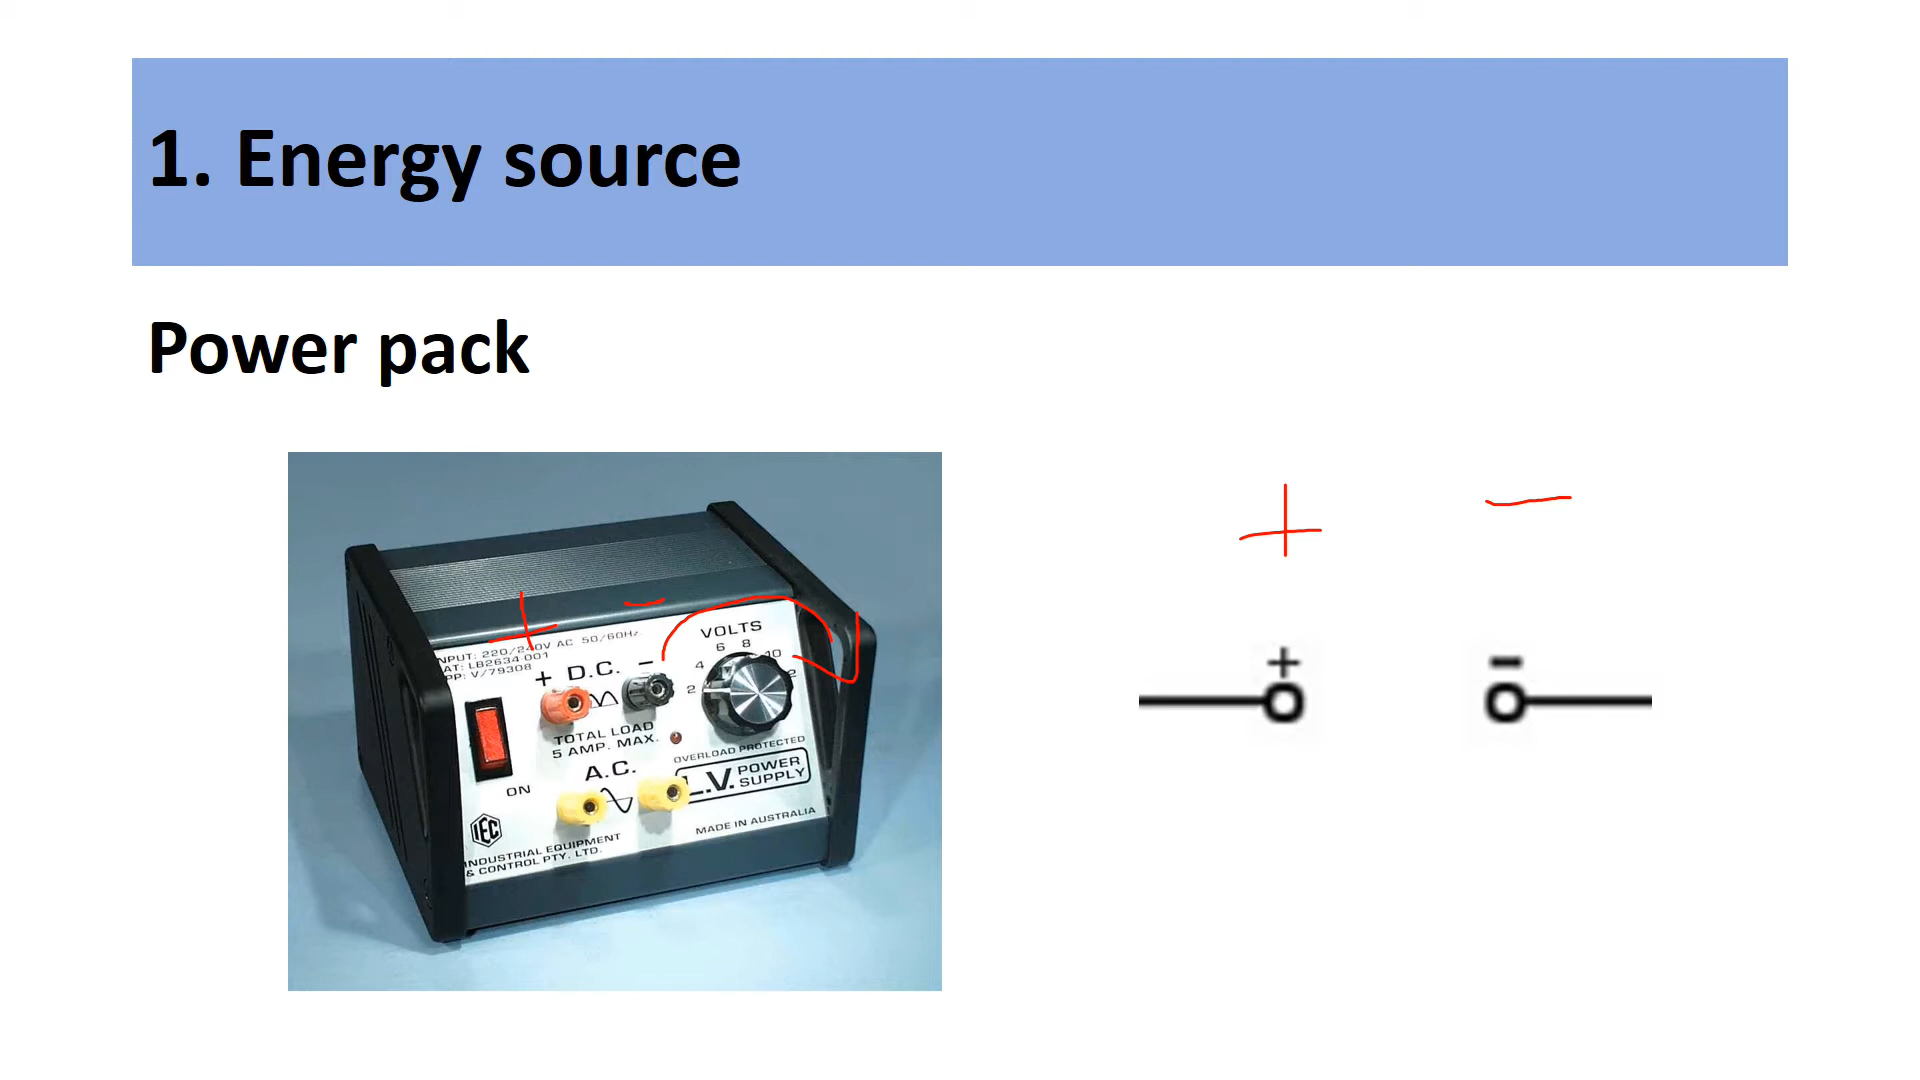 1. Energy source
Power pack
+ −
INPUT: 220/240V AC 50/60Hz.
CAT: LB2634-001
APP: V/79308
+ D.C. −
VOLTS
2 4 6 8 10 12
TOTAL LOAD
5 AMP. MAX.
OVERLOAD PROTECTED
A.C.
L.V. POWER
SUPPLY
ON
IEC
INDUSTRIAL EQUIPMENT
& CONTROL PTY. LTD.
MADE IN AUSTRALIA
+ −
+ −